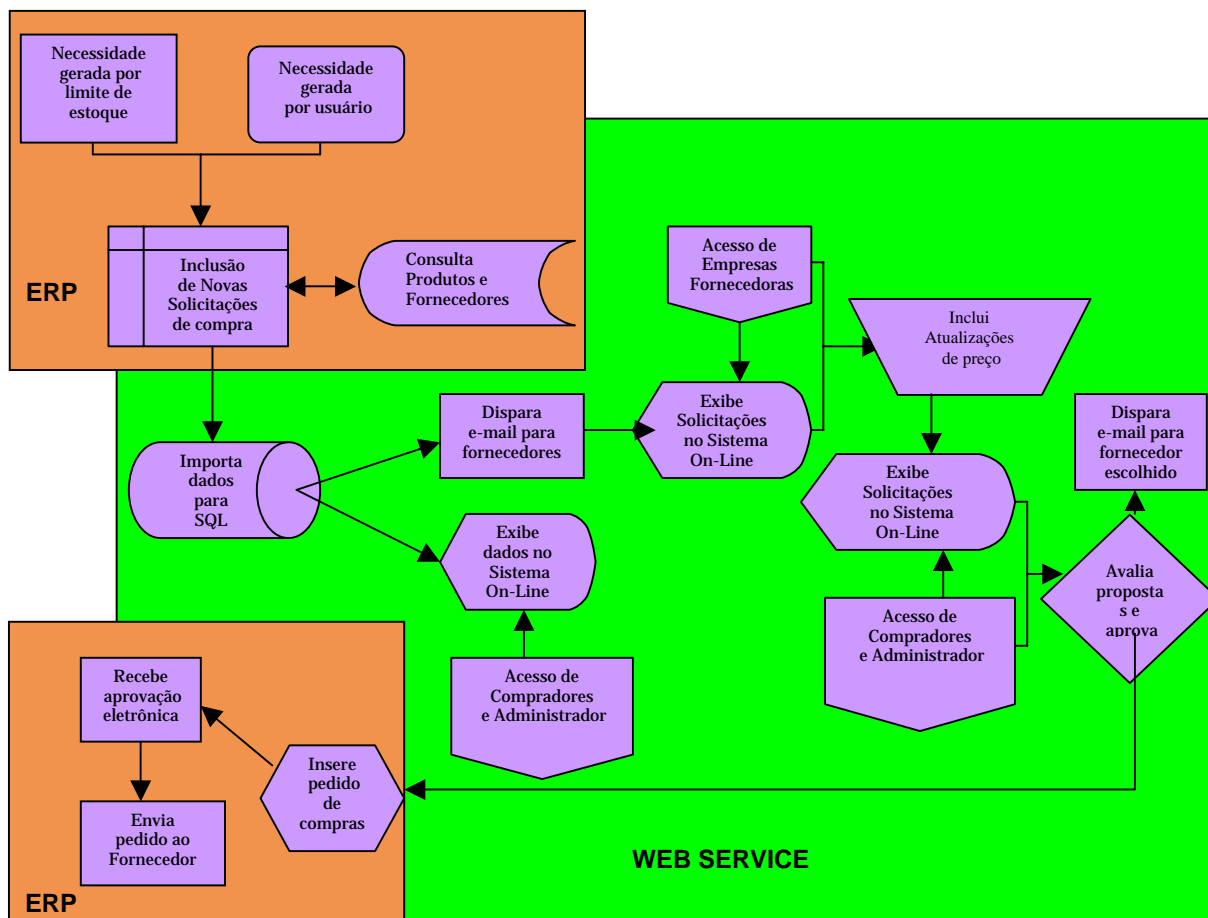 Necessidade
gerada por
limite de
estoque
Necessidade
gerada
por usuário
ERP
Inclusão
de Novas
Solicitações
de compra
Consulta
Produtos e
Fornecedores
Acesso de
Empresas
Fornecedoras
Inclui
Atualizações
de preço
Importa
dados
para
SQL
Dispara
e-mail para
fornecedores
Exibe
Solicitações
no Sistema
On-Line
Dispara
e-mail para
fornecedor
escolhido
Exibe
dados no
Sistema
On-Line
Exibe
Solicitações
no Sistema
On-Line
Avalia
proposta
s e
aprova
Acesso de
Compradores
e Administrador
Acesso de
Compradores
e Administrador
Recebe
aprovação
eletrônica
Insere
pedido
de
compras
Envia
pedido ao
Fornecedor
WEB SERVICE
ERP